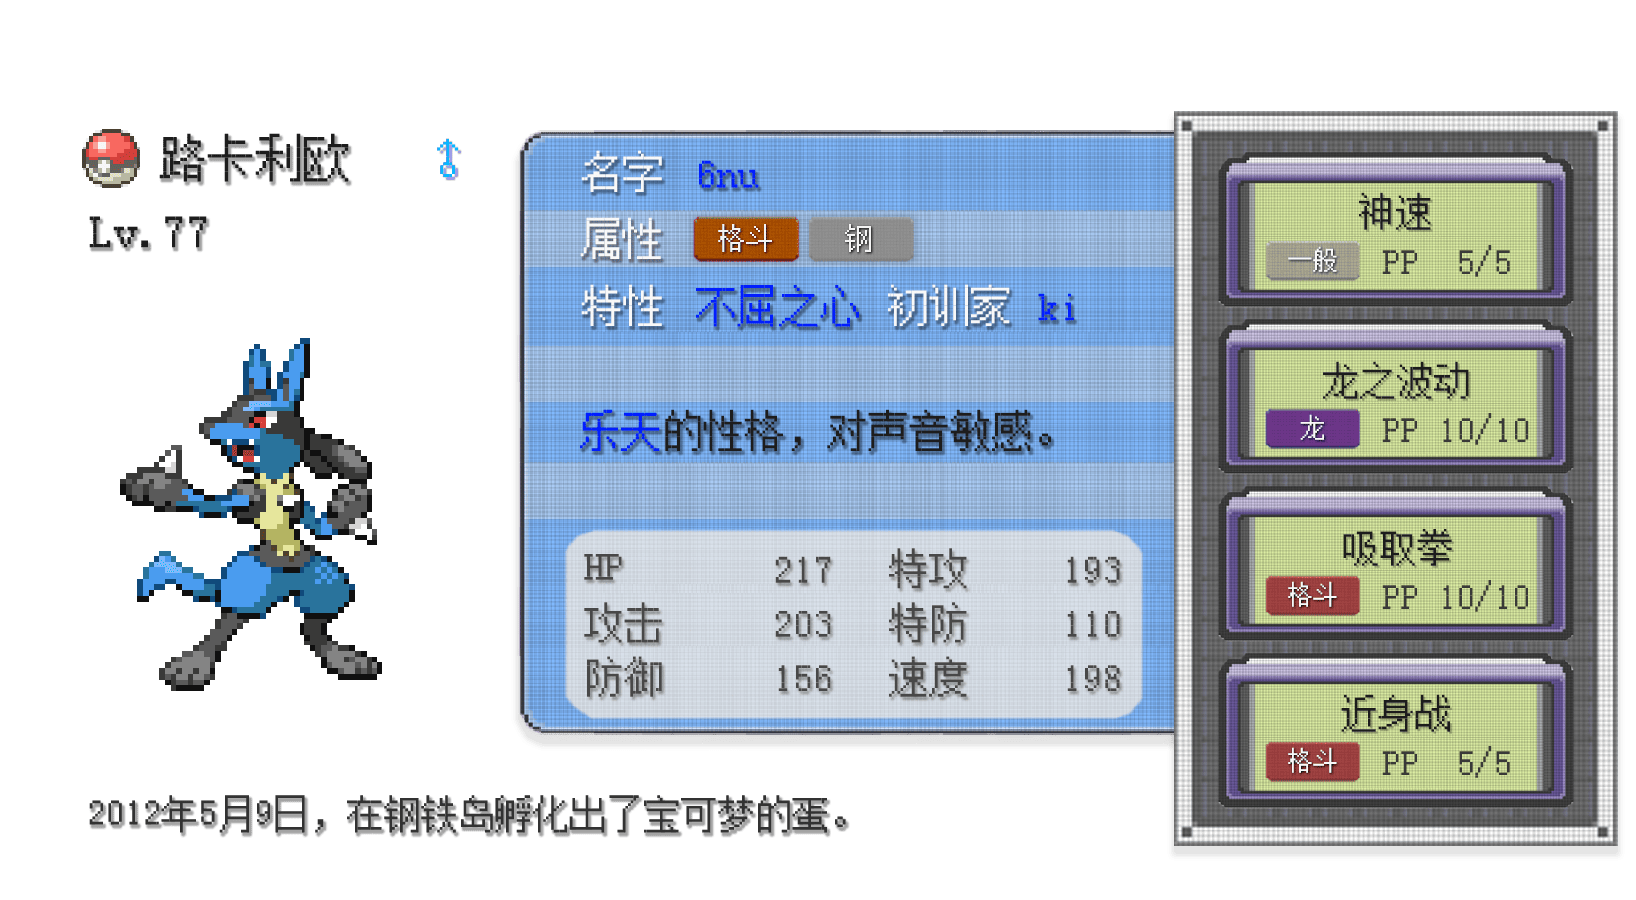 路卡利欧
Lv.77
名字 6nu
属性 格斗 钢
特性 不屈之心 初训家 ki
乐天的性格，对声音敏感。
HP 217 特攻 193
攻击 203 特防 110
防御 156 速度 198
神速
一般 PP 5/5
龙之波动
龙 PP 10/10
吸取拳
格斗 PP 10/10
近身战
格斗 PP 5/5
2012年5月9日，在钢铁岛孵化出了宝可梦的蛋。